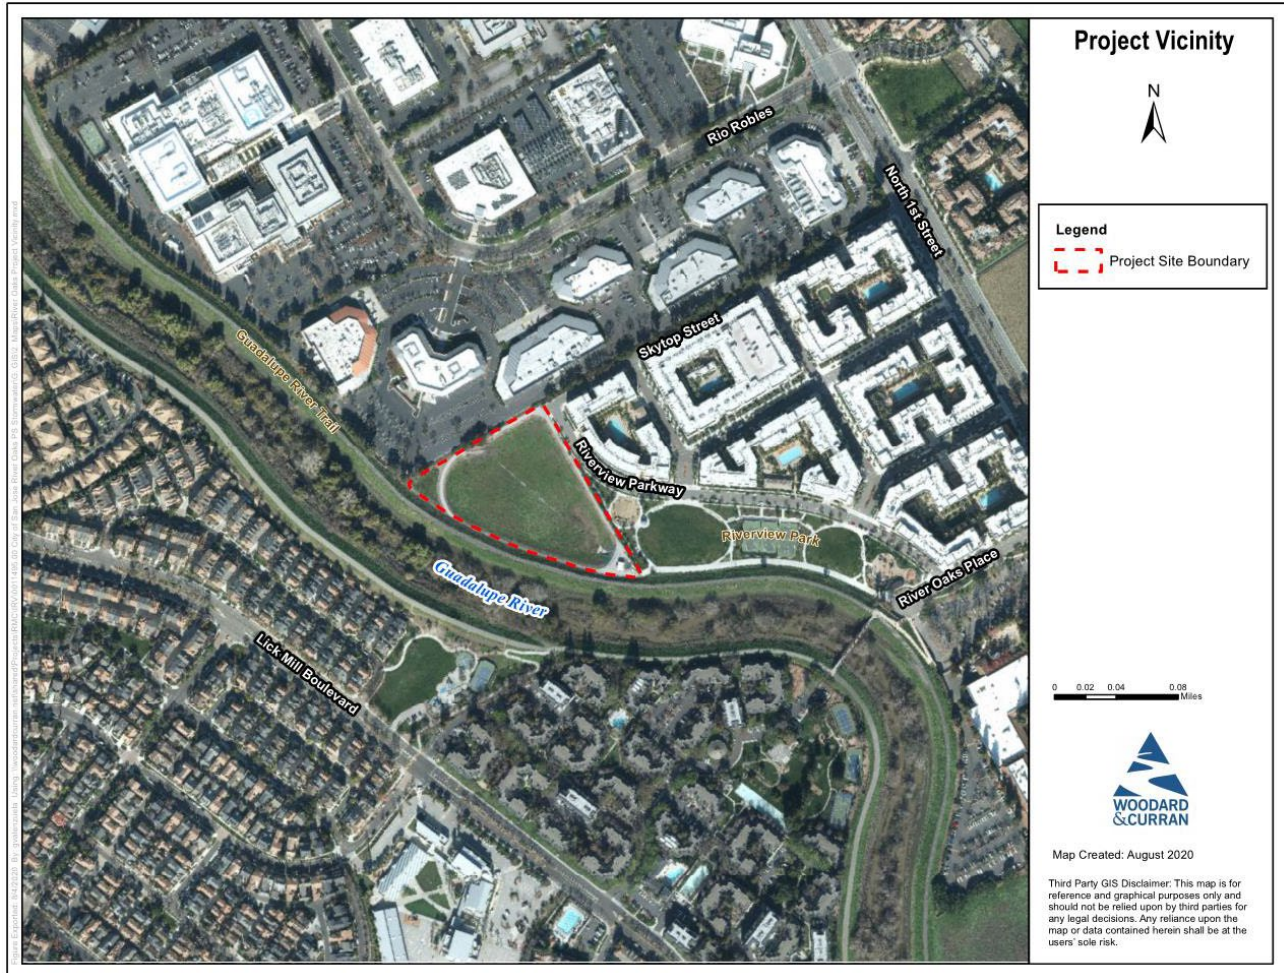 Project Vicinity
N
Rio Robles
North 1st Street
Legend
Project Site Boundary
Skytop Street
Guadalupe River Trail
Riverview Parkway
Riverview Park
Guadalupe River
River Oaks Place
Lick Mill Boulevard
0 0.02 0.04 0.08
Miles
WOODARD
&CURRAN
Map Created: August 2020
Third Party GIS Disclaimer: This map is for
reference and graphical purposes only and
should not be relied upon by third parties for
any legal decisions. Any reliance upon the
map or data contained herein shall be at the
users' sole risk.